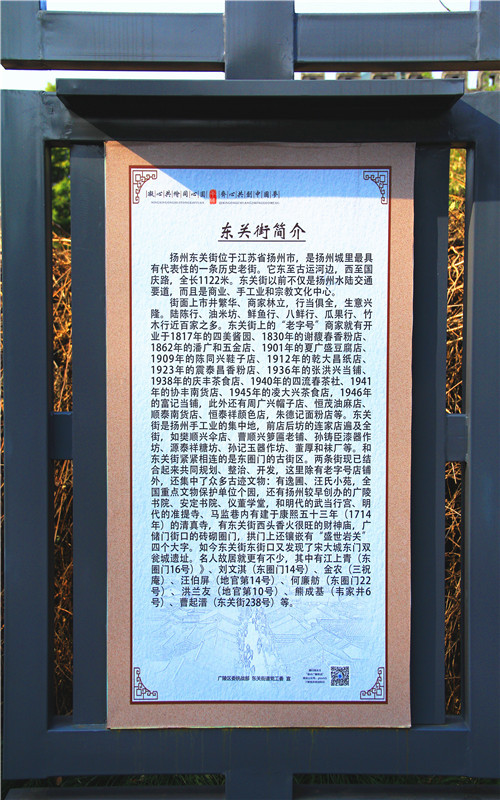 凝心共绘同心圆 携心共创中国梦
东关街简介
扬州东关街位于江苏省扬州市，是扬州城里最具
有代表性的一条历史老街。它东至古运河边，西至国
庆路，全长1122米。东关街以前不仅是扬州水陆交通
要道，而且是商业、手工业和宗教文化中心。
街面上市井繁华、商家林立，行当俱全，生意兴
隆。陆陈行、油米坊、鲜鱼行、八鲜行、瓜果行、竹
木行近百家之多。东关街上的“老字号”商家就有开
业于1817年的四美酱园、1830年的谢馥春香粉店、
1862年的潘广和五金店、1901年的夏广盛豆腐店、
1909年的陈同兴鞋子店、1912年的乾大昌纸店、
1923年的震泰昌香粉店、1936年的张洪兴当铺、
1938年的庆丰茶食店、1940年的四流春茶社、1941
年的协丰南货店、1945年的凌大兴茶食店，1946年
的富记当铺，此外还有周广兴帽子店、恒茂油麻店、
顺泰南货店、恒泰祥颜色店，朱德记面粉店等。东关
街是扬州手工业的集中地，前店后坊的连家店遍及全
街，如樊顺兴伞店、曹顺兴箩匾老铺、孙铸臣漆器作
坊、源泰祥糖坊、孙记玉器作坊、董厚和袜厂等。和
东关街紧紧相连的是东圈门的古街区。两条街现已结
合起来共同规划、整治、开发，这里除有老字号店铺
外，还集中了众多古迹文物：有逸圃、汪氏小苑，全
国重点文物保护单位个园，还有扬州较早创办的广陵
书院、安定书院、仪董学堂，和明代的武当行宫、明
代的准提寺、马监巷内有建于康熙五十三年（1714
年）的清真寺，有东关街西头香火很旺的财神庙，广
储门街口的砖砌圈门，拱门上还镶嵌有“盛世岩关”
四个大字。如今东关街东街口又发现了宋大城东门双
瓮城遗址。名人故居就更有不少，其中有江上青（东
圈门16号）》、刘文淇（东圈门14号）、金农（三祝
庵）、汪伯屏（地官第14号）、何廉舫（东圈门22
号）、洪兰友（地官第10号）、熊成基（韦家井6
号）、曹起溍（东关街238号）等。
广陵区委统战部 东关街道党工委 宣